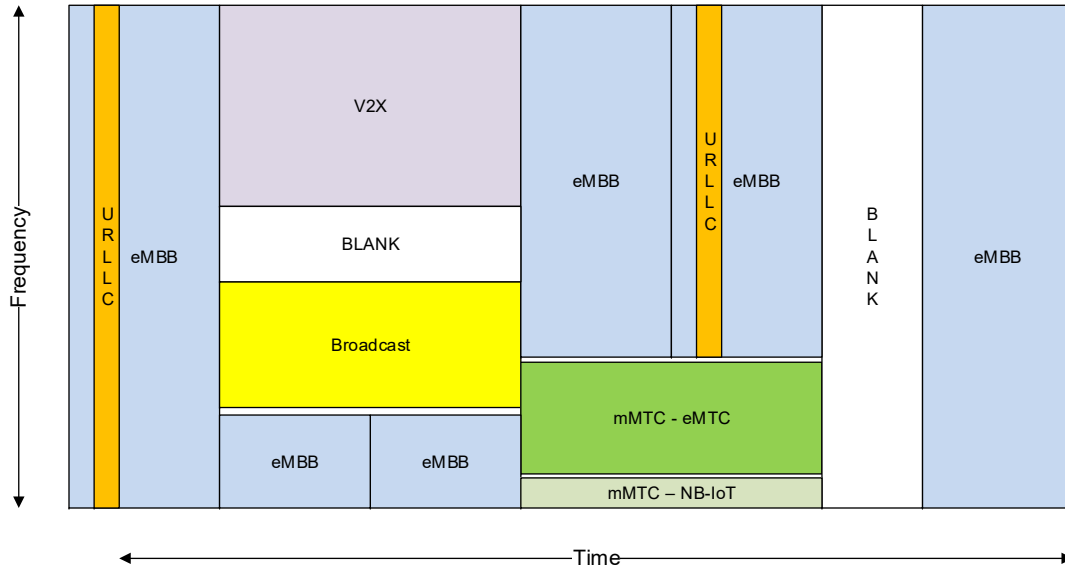 Frequency
URLLC
eMBB
V2X
BLANK
Broadcast
eMBB
eMBB
eMBB
URLLC
eMBB
mMTC - eMTC
mMTC – NB-IoT
BLANK
eMBB
Time